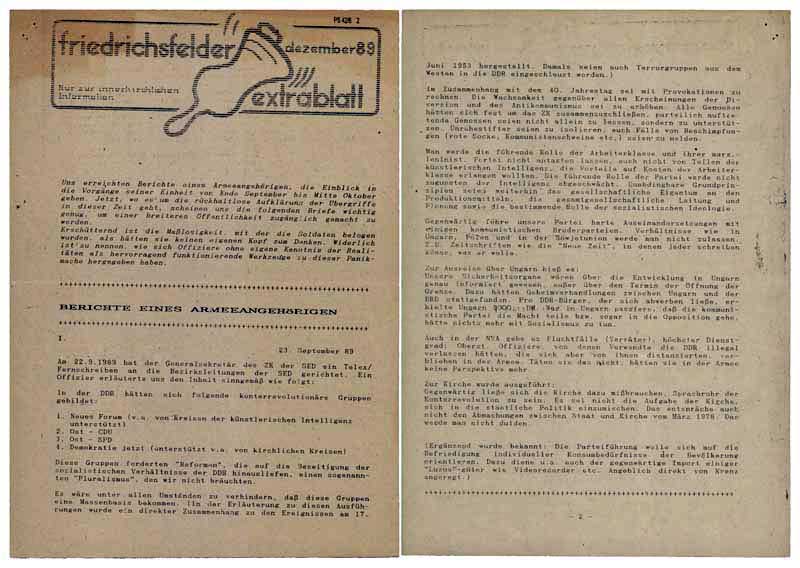 PS 428 2
friedrichsfelder
dezember 89
Nur zur innerkirchlichen
Information
extrablatt
Uns erreichten Berichte eines Armeeangehörigen, die Einblick in
die Vorgänge seiner Einheit von Ende September bis Mitte Oktober
geben. Jetzt, wo es um die rückhaltlose Aufklärung der Übergriffe
in dieser Zeit geht, scheinen uns die folgenden Briefe wichtig
genug, um einer breiteren Öffentlichkeit zugänglich gemacht zu
werden.
Erschütternd ist die Maßlosigkeit, mit der die Soldaten belogen
wurden, als hätten sie keinen eigenen Kopf zum Denken. Widerlich
ist zu nennen, wie sich Offiziere ohne eigene Kenntnis der Reali-
täten als hervorragend funktionierende Werkzeuge zu dieser Panik-
mache hergegeben haben.
BERICHTE EINES ARMEEANGEHÖRIGEN
I.
23. September 89
Am 22.9.1989 hat der Generalsekretär des ZK der SED ein Telex/
Fernschreiben an die Bezirksleitungen der SED gerichtet. Ein
Offizier erläuterte uns den Inhalt sinngemäß wie folgt:
In der DDR hätten sich folgende konterrevolutionäre Gruppen
gebildet:
1. Neues Forum (v.a. von Kreisen der künstlerischen Intelligenz
unterstützt)
2. Ost - CDU
3. Ost - SPD
4. Demokratie jetzt (unterstützt v.a. von kirchlichen Kreisen)
Diese Gruppen forderten "Reformen", die auf die Beseitigung der
sozialistischen Verhältnisse der DDR hinausliefen, einen sogenann-
ten "Pluralismus", den wir nicht bräuchten.
Es wäre unter allen Umständen zu verhindern, daß diese Gruppen
eine Massenbasis bekommen. (In der Erläuterung zu diesen Ausfüh-
rungen wurde ein direkter Zusammenhang zu den Ereignissen am 17.
Juni 1953 hergestellt. Damals seien auch Terrorgruppen aus dem
Westen in die DDR eingeschleust worden.)
Im Zusammenhang mit dem 40. Jahrestag sei mit Provokationen zu
rechnen. Die Wachsamkeit gegenüber allen Erscheinungen der Di-
version und des Antikommunismus sei zu erhöhen. Alle Genossen
hätten sich fest um das ZK zusammenzuschließen, parteilich auftre-
tende Genossen seien nicht allein zu lassen, sondern zu unterstüt-
zen. Unruhestifter seien zu isolieren, auch Fälle von Beschimpfun-
gen (rote Socke, Kommunistenschweine etc.) seien zu melden.
Man werde die führende Rolle der Arbeiterklasse und ihrer marx.-
leninist. Partei nicht antasten lassen, auch nicht von Teilen der
künstlerischen Intelligenz, die Vorteile auf Kosten der Arbeiter-
klasse erlangen wollten. Die führende Rolle der Partei werde nicht
zugunsten der Intelligenz abgeschwächt. Unabdingbare Grundprin-
zipien seien weiterhin das gesellschaftliche Eigentum an den
Produktionsmitteln, die gesamtgesellschaftliche Leitung und
Planung sowie die bestimmende Rolle der sozialistischen Ideologie.
Gegenwärtig führe unsere Partei harte Auseinandersetzungen mit
einigen kommunistischen Bruderparteien. Verhältnisse wie in
Ungarn, Polen und in der Sowjetunion werde man nicht zulassen,
z.B. Zeitschriften wie die "Neue Zeit", in denen jeder schreiben
könne, was er wolle.
Zur Ausreise über Ungarn hieß es:
Unsere Sicherheitsorgane wären über die Entwicklung in Ungarn
genau informiert gewesen, außer über den Termin der Öffnung der
Grenze. Dazu hätten Geheimverhandlungen zwischen Ungarn und der
BRD stattgefunden. Pro DDR-Bürger, der sich abwerben ließe, er-
hielte Ungarn DM. Was in Ungarn passiere, daß die kommunis-
tische Partei die Macht teile bzw. sogar in die Opposition gehe,
hätte nichts mehr mit Sozialismus zu tun.
Auch in der NVA gebe es Fluchtfälle (Verräter), höchster Dienst-
grad: Oberst. Offiziere, von denen Verwandte die DDR illegal
verlassen hätten, die sich aber von ihnen distanzierten, ver-
blieben in der Armee. Täten sie das nicht, hätten sie in der Armee
keine Perspektive mehr.
Zur Kirche wurde ausgeführt:
Gegenwärtig ließe sich die Kirche dazu mißbrauchen, Sprachrohr der
Konterrevolution zu sein. Es sei nicht die Aufgabe der Kirche,
sich in die staatliche Politik einzumischen. Das entspräche auch
nicht den Abmachungen zwischen Staat und Kirche vom März 1978. Das
werde man nicht dulden.
(Ergänzend wurde bekannt: Die Parteiführung wolle sich auf die
Befriedigung individueller Konsumbedürfnisse der Bevölkerung
orientieren. Dazu diene u.a. auch der gegenwärtige Import einiger
"Luxus"-güter wie Videorecorder etc. Angeblich direkt von Krenz
angeregt.)
- 2 -